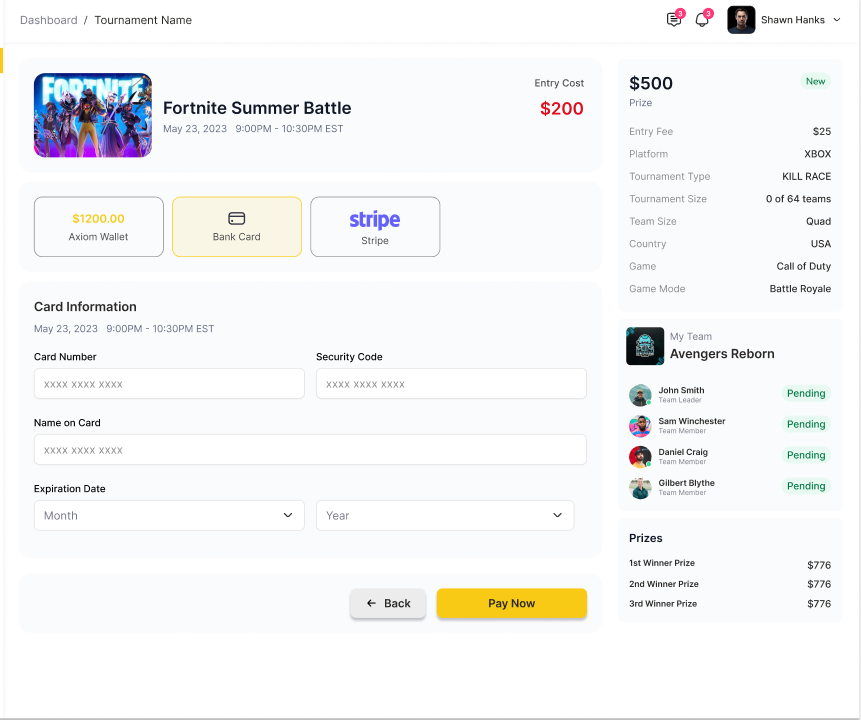 Dashboard / Tournament Name
3
3
Shawn Hanks
FORTNITE
Fortnite Summer Battle
May 23, 2023 9:00PM - 10:30PM EST
Entry Cost
$200
$1200.00
Axiom Wallet
Bank Card
stripe
Stripe
Card Information
May 23, 2023 9:00PM - 10:30PM EST
Card Number
Security Code
xxxx xxxx xxxx
xxxx xxxx xxxx
Name on Card
xxxx xxxx xxxx
Expiration Date
Month
Year
← Back
Pay Now
$500
New
Prize
Entry Fee $25
Platform XBOX
Tournament Type KILL RACE
Tournament Size 0 of 64 teams
Team Size Quad
Country USA
Game Call of Duty
Game Mode Battle Royale
My Team
Avengers Reborn
John Smith
Team Leader
Pending
Sam Winchester
Team Member
Pending
Daniel Craig
Team Member
Pending
Gilbert Blythe
Team Member
Pending
Prizes
1st Winner Prize $776
2nd Winner Prize $776
3rd Winner Prize $776